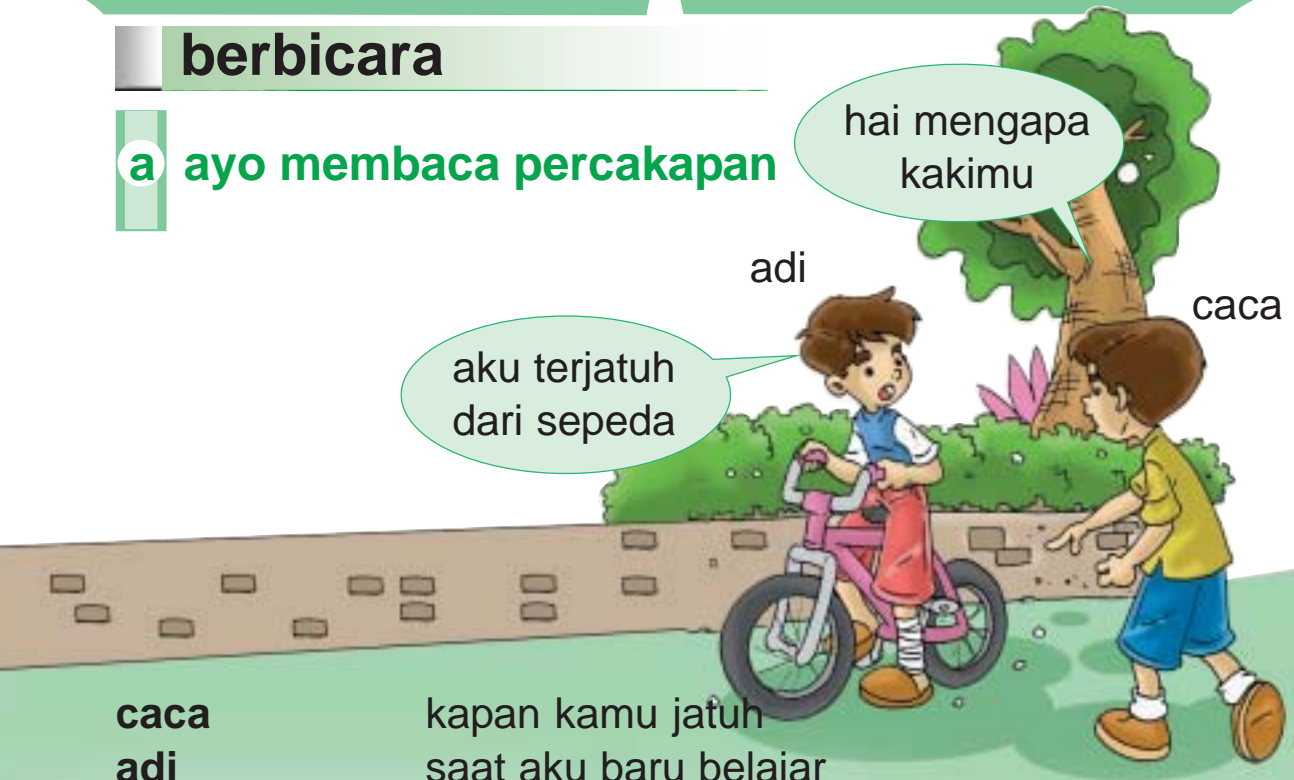 berbicara
a ayo membaca percakapan
hai mengapa
kakimu
adi
caca
aku terjatuh
dari sepeda
caca kapan kamu jatuh
adi saat aku baru belajar